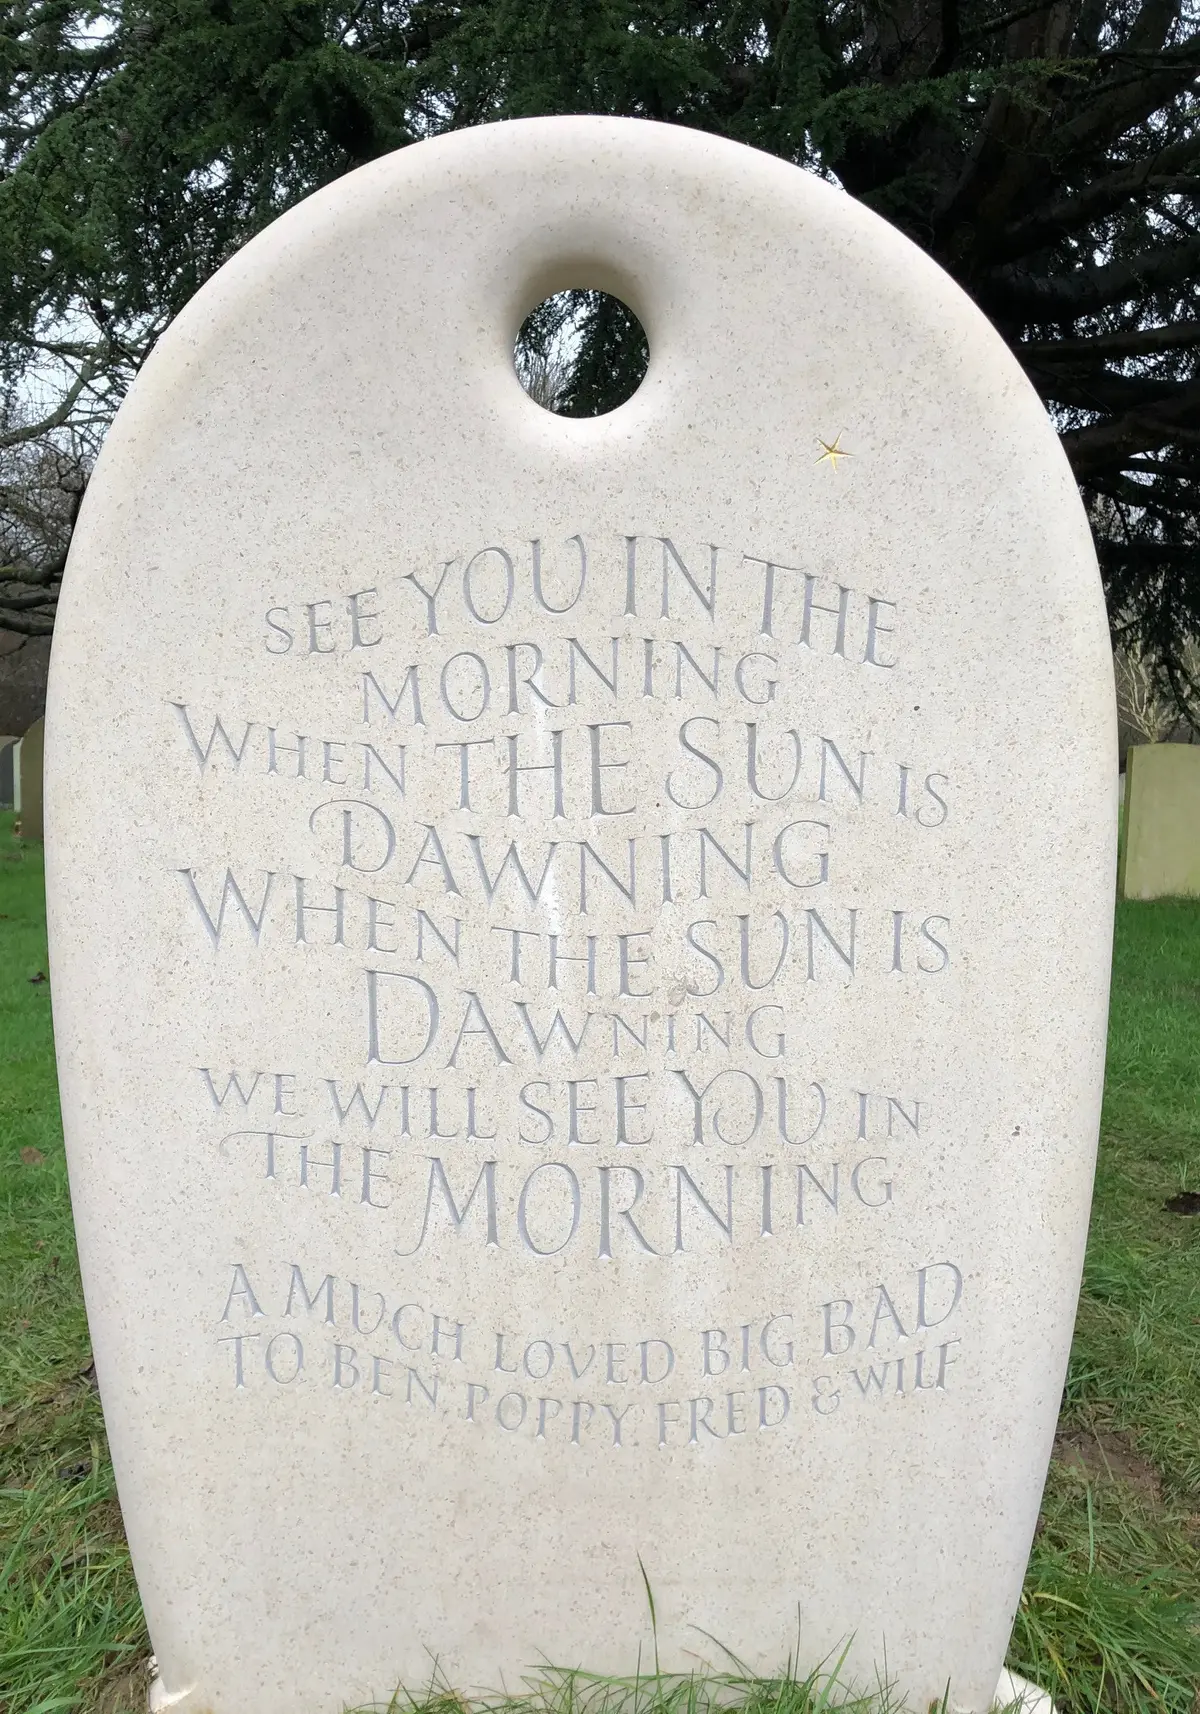 SEE YOU IN THE
MORNING
WHEN THE SUN IS
DAWNING
WHEN THE SUN IS
DAWNING
WE WILL SEE YOU IN
THE MORNING
A MUCH LOVED BIG BAD
TO BEN POPPY FRED & WILF